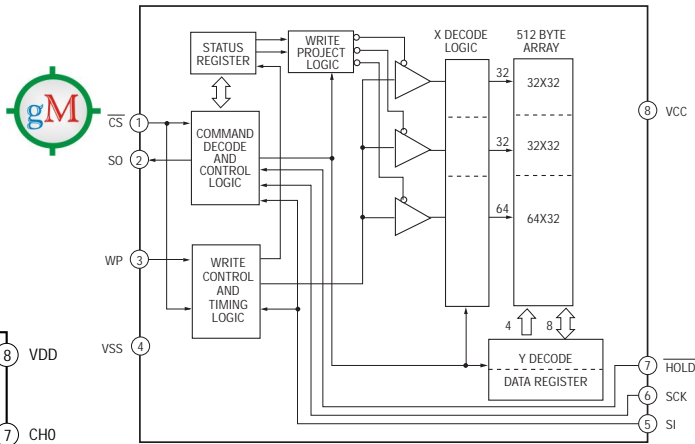 gM
STATUS
REGISTER
WRITE
PROJECT
LOGIC
X DECODE
LOGIC
512 BYTE
ARRAY
32
32X32
32
32X32
64
64X32
CS
1
SO
2
COMMAND
DECODE
AND
CONTROL
LOGIC
8
VCC
WP
3
WRITE
CONTROL
AND
TIMING
LOGIC
VSS
4
4
8
Y DECODE
DATA REGISTER
7
HOLD
6
SCK
5
SI
8
VDD
7
CH0